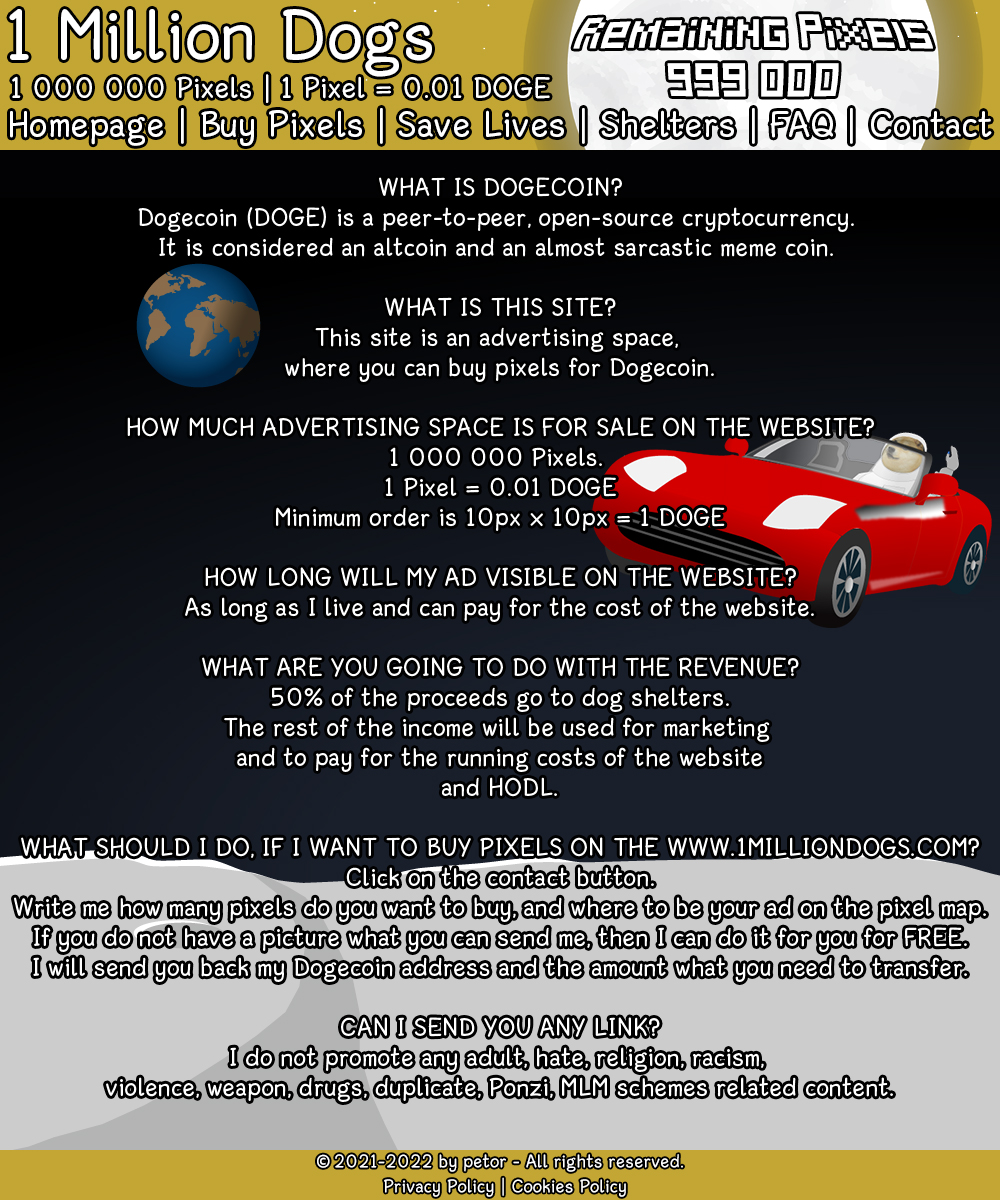 1 Million Dogs
Remaining Pixels
999 000
1 000 000 Pixels | 1 Pixel = 0.01 DOGE
Homepage | Buy Pixels | Save Lives | Shelters | FAQ | Contact
WHAT IS DOGECOIN?
Dogecoin (DOGE) is a peer-to-peer, open-source cryptocurrency.
It is considered an altcoin and an almost sarcastic meme coin.
WHAT IS THIS SITE?
This site is an advertising space,
where you can buy pixels for Dogecoin.
HOW MUCH ADVERTISING SPACE IS FOR SALE ON THE WEBSITE?
1 000 000 Pixels.
1 Pixel = 0.01 DOGE
Minimum order is 10px x 10px = 1 DOGE
HOW LONG WILL MY AD VISIBLE ON THE WEBSITE?
As long as I live and can pay for the cost of the website.
WHAT ARE YOU GOING TO DO WITH THE REVENUE?
50% of the proceeds go to dog shelters.
The rest of the income will be used for marketing
and to pay for the running costs of the website
and HODL.
WHAT SHOULD I DO, IF I WANT TO BUY PIXELS ON THE WWW.1MILLIONDOGS.COM?
Click on the contact button.
Write me how many pixels do you want to buy, and where to be your ad on the pixel map.
If you do not have a picture what you can send me, then I can do it for you for FREE.
I will send you back my Dogecoin address and the amount what you need to transfer.
CAN I SEND YOU ANY LINK?
I do not promote any adult, hate, religion, racism,
violence, weapon, drugs, duplicate, Ponzi, MLM schemes related content.
© 2021-2022 by petor - All rights reserved.
Privacy Policy | Cookies Policy